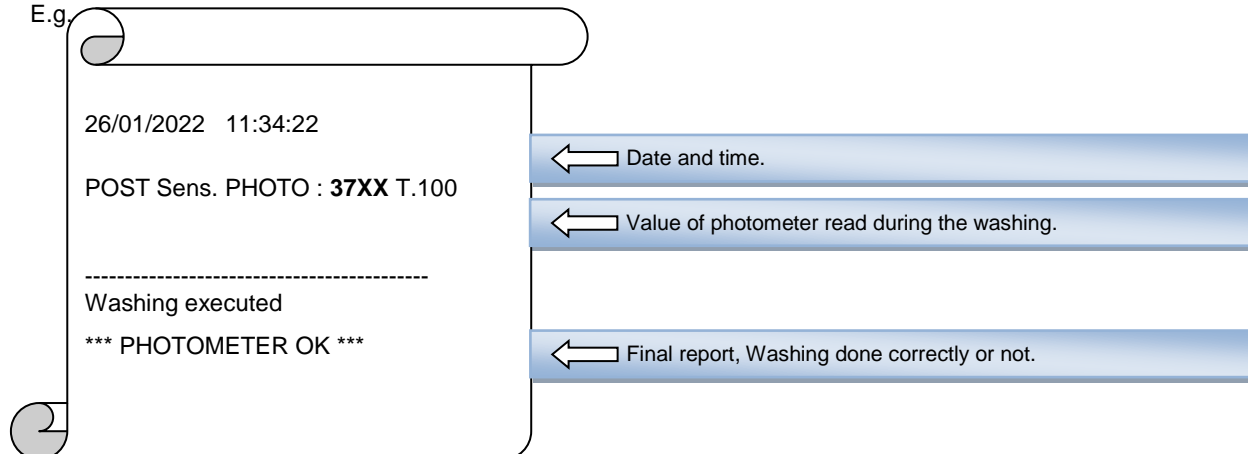 E.g.
26/01/2022 11:34:22
Date and time.
POST Sens. PHOTO : 37XX T.100
Value of photometer read during the washing.
-------------------------------------------
Washing executed
*** PHOTOMETER OK ***
Final report, Washing done correctly or not.